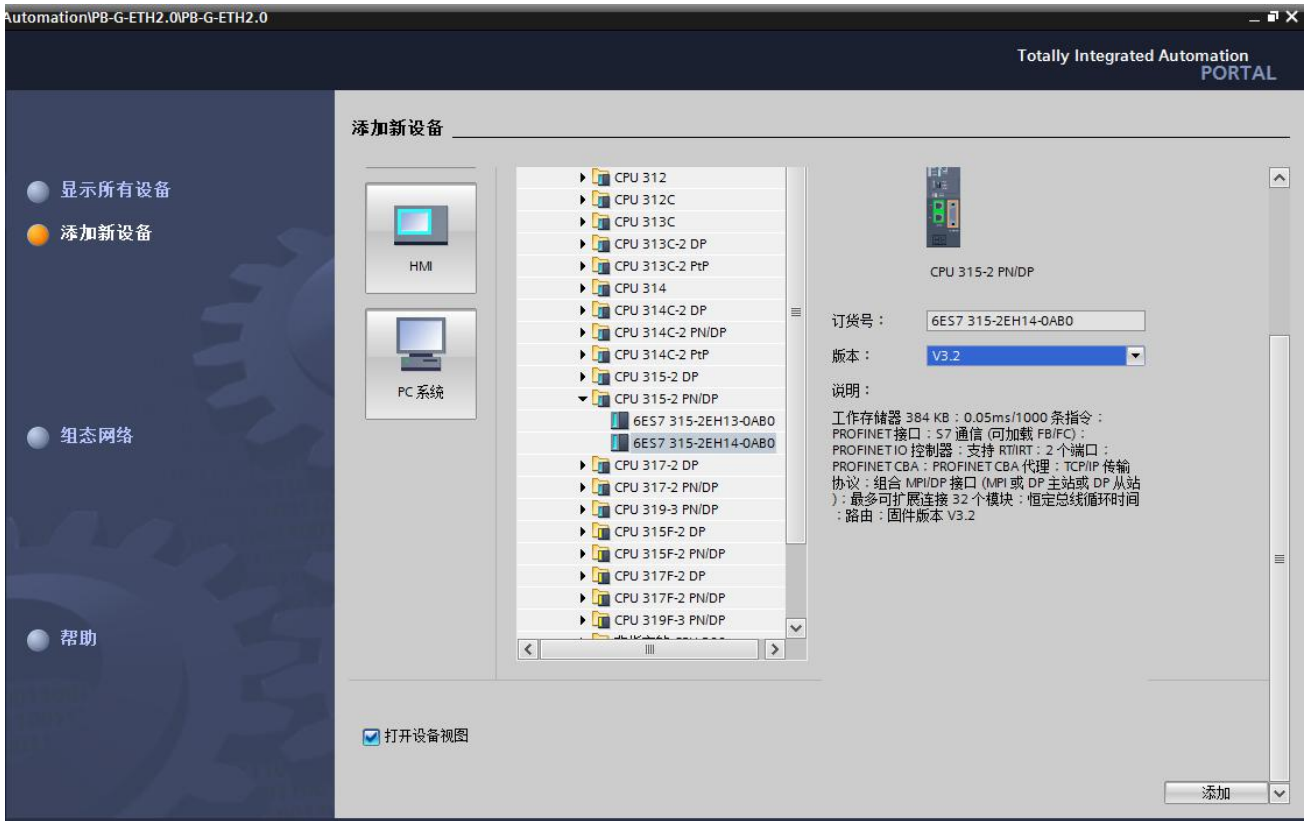 Automation\PB-G-ETH2.0\PB-G-ETH2.0
Totally Integrated Automation
PORTAL
添加新设备
显示所有设备
添加新设备
组态网络
帮助
HMI
PC 系统
CPU 312
CPU 312C
CPU 313C
CPU 313C-2 DP
CPU 313C-2 PtP
CPU 314
CPU 314C-2 DP
CPU 314C-2 PN/DP
CPU 314C-2 PtP
CPU 315-2 DP
CPU 315-2 PN/DP
6ES7 315-2EH13-0AB0
6ES7 315-2EH14-0AB0
CPU 317-2 DP
CPU 317-2 PN/DP
CPU 319-3 PN/DP
CPU 315F-2 DP
CPU 315F-2 PN/DP
CPU 317F-2 DP
CPU 317F-2 PN/DP
CPU 319F-3 PN/DP
CPU 315-2 PN/DP
订货号：
6ES7 315-2EH14-0AB0
版本：
V3.2
说明：
工作存储器 384 KB；0.05ms/1000 条指令；
PROFINET 接口；S7 通信 (可加载 FB/FC)；
PROFINET IO 控制器；支持 RT/IRT；2 个端口；
PROFINET CBA；PROFINET CBA 代理；TCP/IP 传输
协议；组合 MPI/DP 接口 (MPI 或 DP 主站或 DP 从站
)；最多可扩展连接 32 个模块；恒定总线循环时间
；路由；固件版本 V3.2
打开设备视图
添加